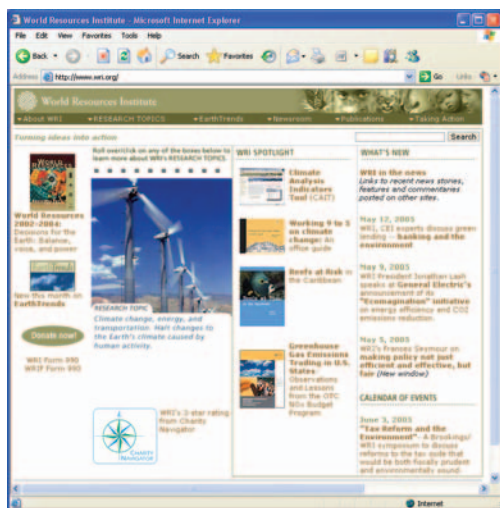 World Resources Institute - Microsoft Internet Explorer
File Edit View Favorites Tools Help
Back Search Favorites
Address http://www.wri.org/ Go Links
World Resources Institute
About WRI RESEARCH TOPICS EarthTrends Newsroom Publications Taking Action
Turning ideas into action
Search
WORLD RESOURCES
World Resources
2002-2004:
Decisions for the
Earth: Balance,
voice, and power
New this month on
EarthTrends
Donate now!
WRI Form 990
WRIF Form 990
Roll over/click on any of the boxes below to
learn more about WRI's RESEARCH TOPICS
RESEARCH TOPIC
Climate change, energy, and
transportation. Halt changes to
the Earth's climate caused by
human activity.
CHARITY
NAVIGATOR
WRI's 3-star rating
from Charity
Navigator
WRI SPOTLIGHT
Climate
Analysis
Indicators
Tool (CAIT)
Working 9 to 5
on climate
change: An
office guide
Reefs at Risk in
the Caribbean
Greenhouse
Gas Emissions
Trading in U.S.
States:
Observations
and Lessons
from the OTC
NOx Budget
Program
WHAT'S NEW
WRI in the news
Links to recent news stories,
features and commentaries
posted on other sites.
May 12, 2005
WRI, CEI experts discuss green
lending -- banking and the
environment
May 9, 2005
WRI President Jonathan Lash
speaks at General Electric's
announcement of its
"Ecomagination" initiative
on energy efficiency and CO2
emissions reduction.
May 5, 2005
WRI's Frances Seymour on
making policy not just
efficient and effective, but
fair (New window)
CALENDAR OF EVENTS
June 3, 2005
"Tax Reform and the
Environment"- A Brookings/
WRI symposium to discuss
reforms to the tax code that
would be both fiscally prudent
and environmentally sound.
Internet